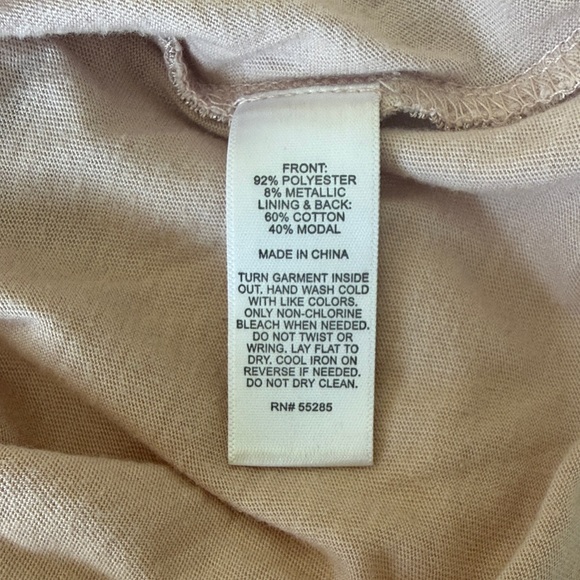 FRONT:
92% POLYESTER
8% METALLIC
LINING & BACK:
60% COTTON
40% MODAL
MADE IN CHINA
TURN GARMENT INSIDE
OUT. HAND WASH COLD
WITH LIKE COLORS.
ONLY NON-CHLORINE
BLEACH WHEN NEEDED.
DO NOT TWIST OR
WRING. LAY FLAT TO
DRY. COOL IRON ON
REVERSE IF NEEDED.
DO NOT DRY CLEAN.
RN# 55285